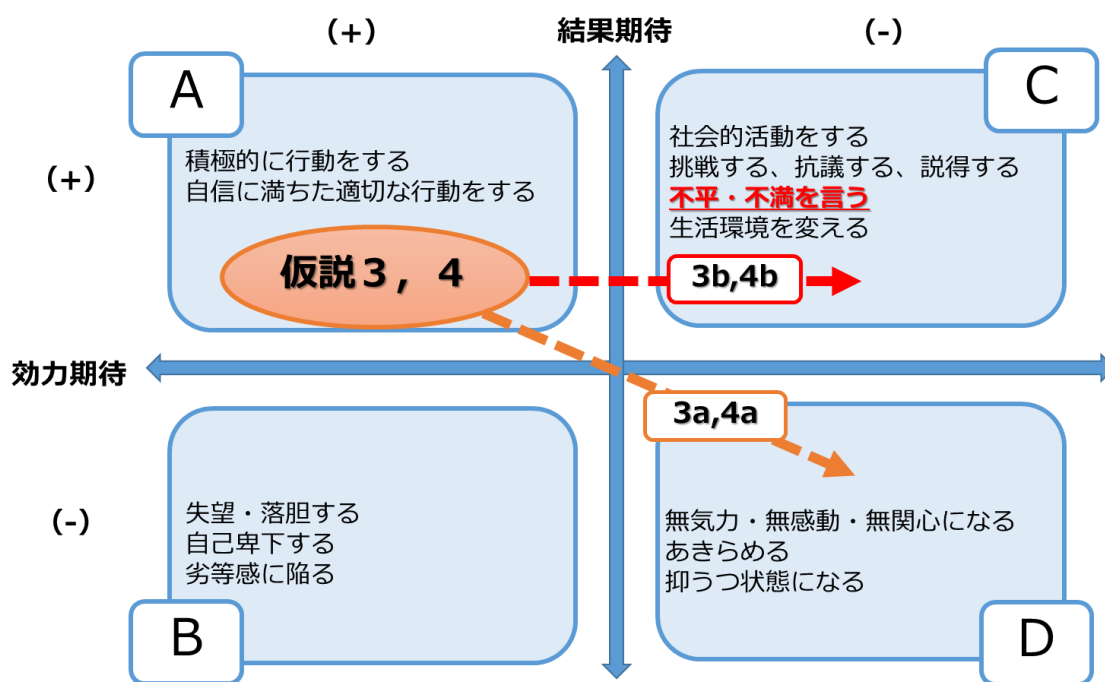 (+)
結果期待
(-)
A
C
(+)
積極的に行動をする
自信に満ちた適切な行動をする
社会的活動をする
挑戦する、抗議する、説得する
不平・不満を言う
生活環境を変える
仮説３，４
3b,4b
効力期待
3a,4a
(-)
失望・落胆する
自己卑下する
劣等感に陥る
無気力・無感動・無関心になる
あきらめる
抑うつ状態になる
B
D